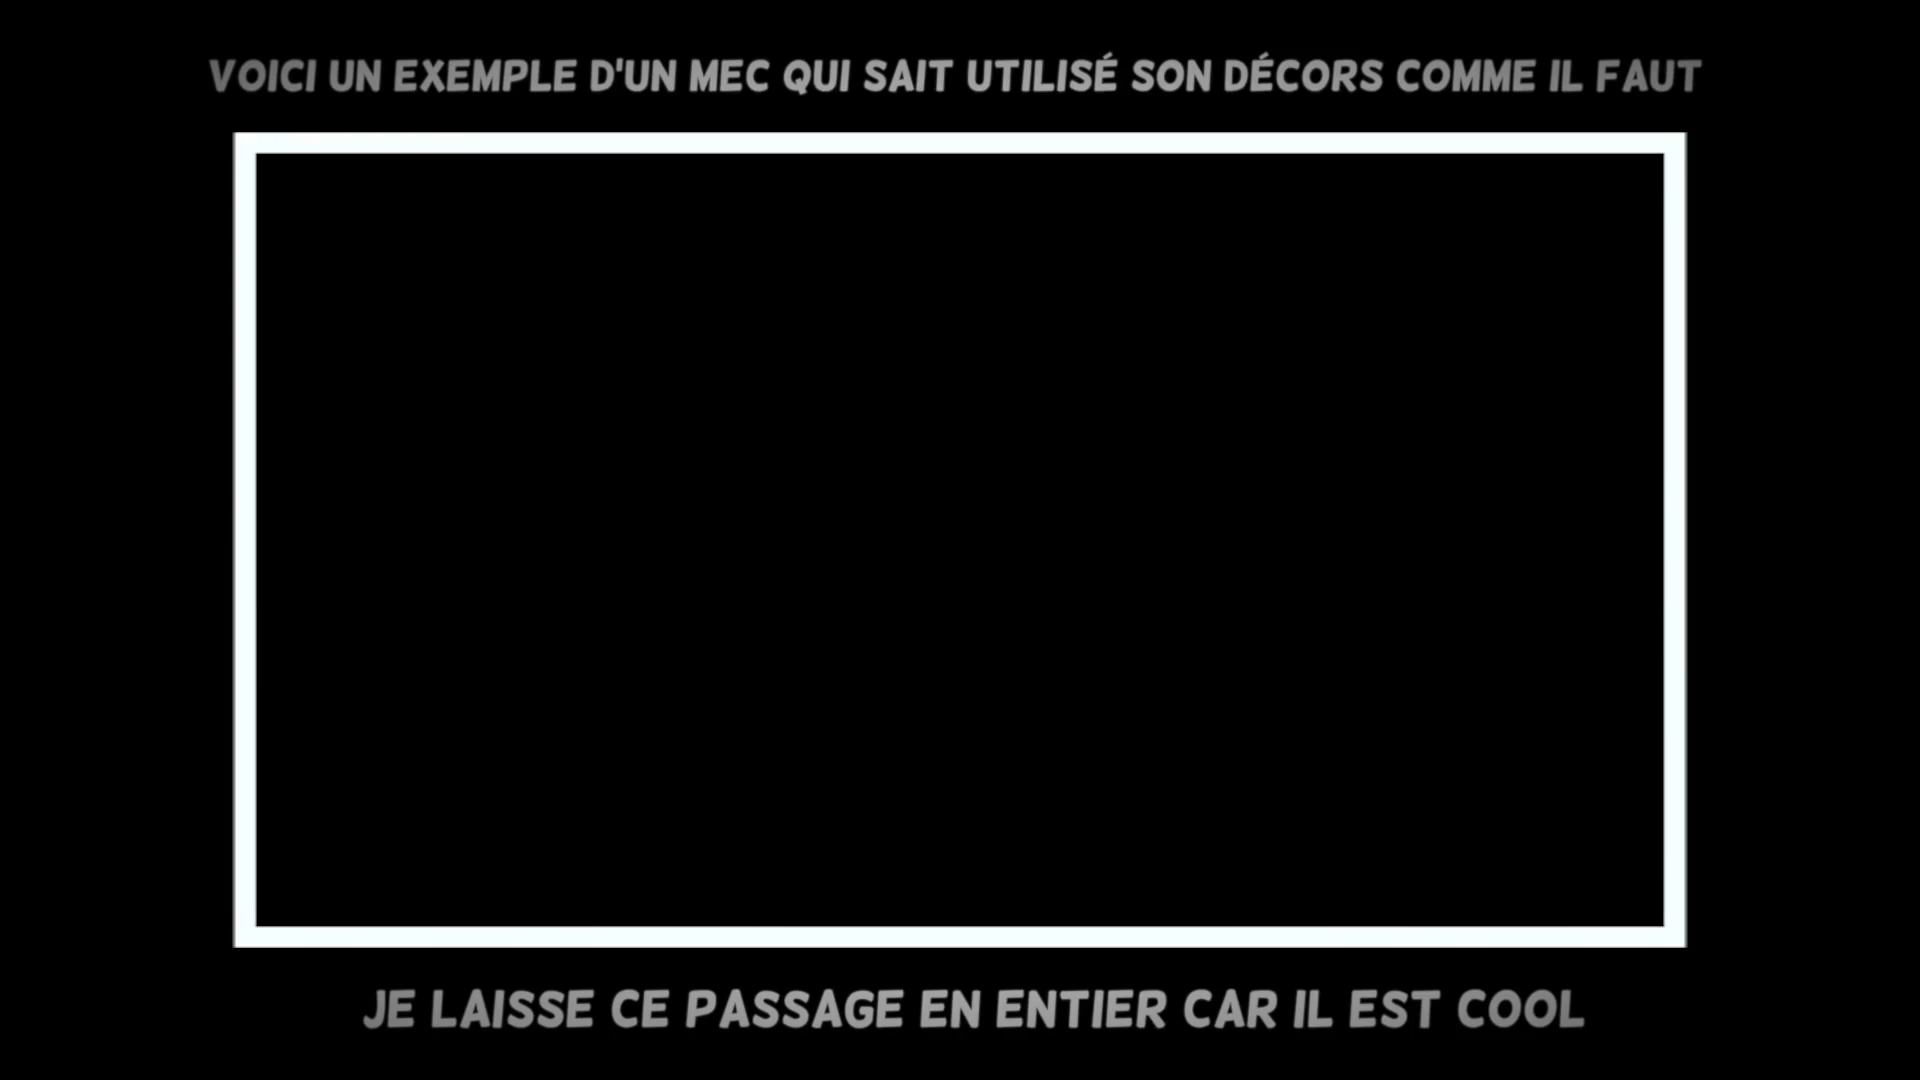 VOICI UN EXEMPLE D'UN MEC QUI SAIT UTILISÉ SON DÉCORS COMME IL FAUT
JE LAISSE CE PASSAGE EN ENTIER CAR IL EST COOL